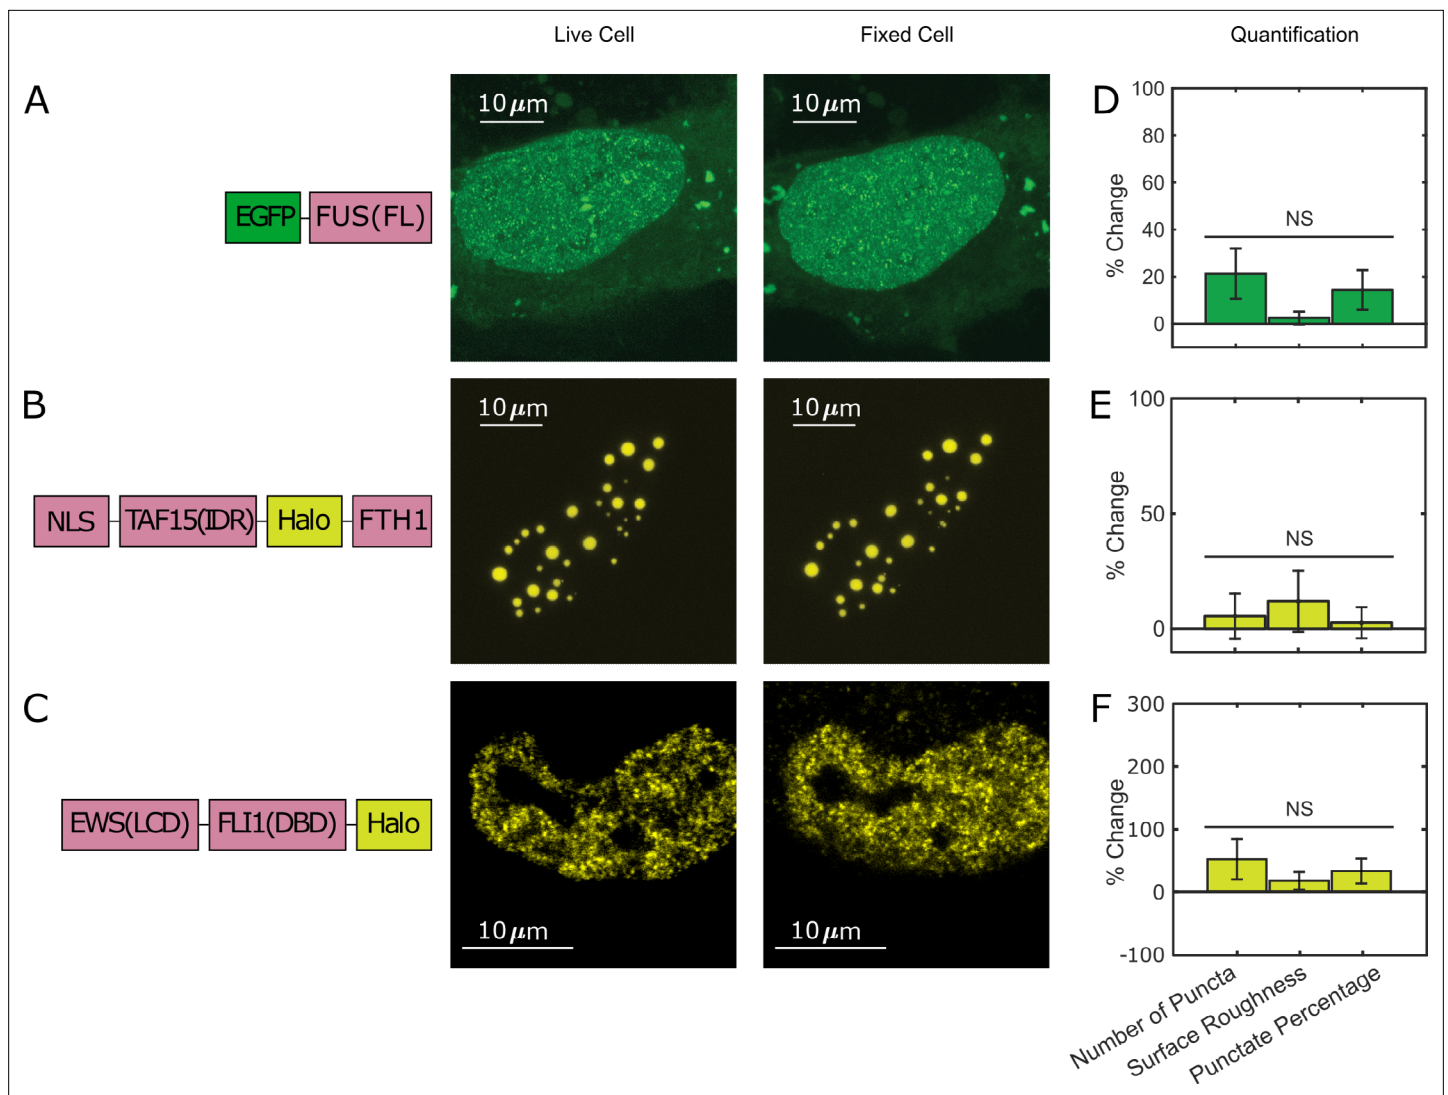 Live Cell Fixed Cell Quantification
A
EGFP FUS(FL)
10 μm 10 μm
D
% Change
100
80
60
40
20
0
NS
B
NLS TAF15(IDR) Halo FTH1
10 μm 10 μm
E
% Change
100
50
0
NS
C
EWS(LCD) FLI1(DBD) Halo
10 μm 10 μm
F
% Change
300
200
100
0
-100
NS
Number of Puncta
Surface Roughness
Punctate Percentage